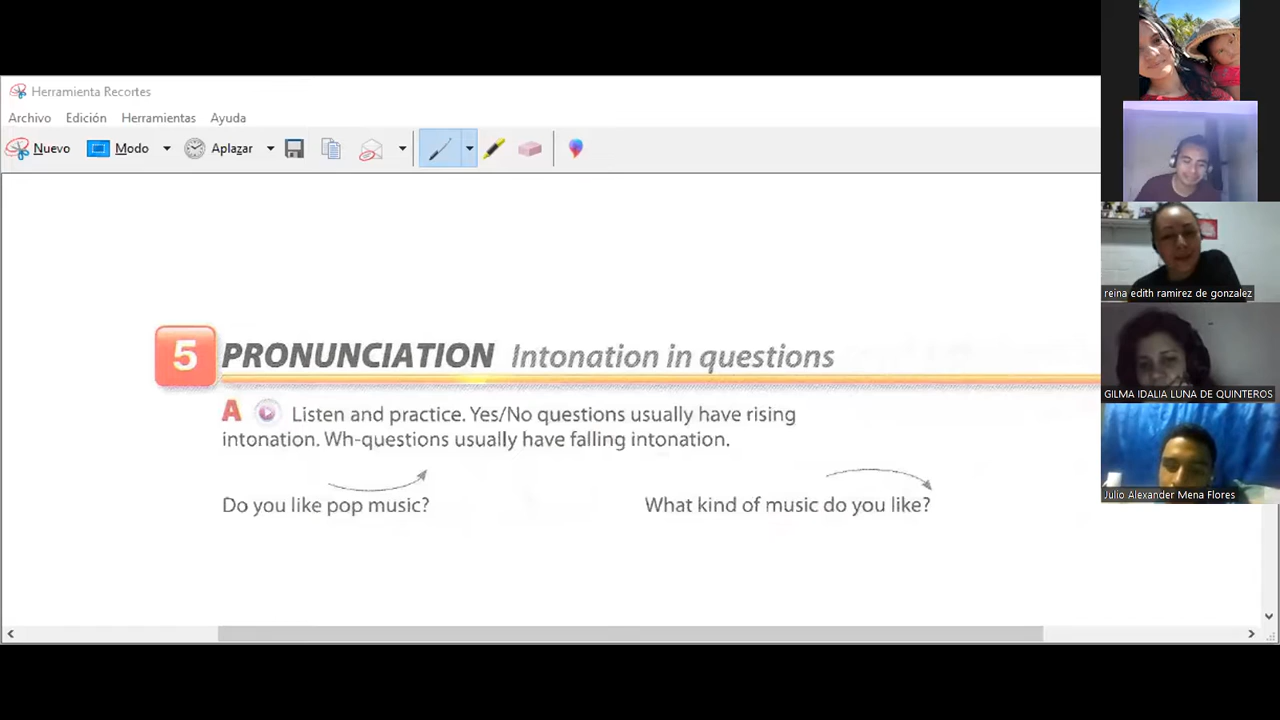 Herramienta Recortes
Archivo Edición Herramientas Ayuda
Nuevo Modo Aplazar
5 PRONUNCIATION Intonation in questions
A Listen and practice. Yes/No questions usually have rising
intonation. Wh-questions usually have falling intonation.
Do you like pop music? What kind of music do you like?
reina edith ramirez de gonzalez
GILMA IDALIA LUNA DE QUINTEROS
Julio Alexander Mena Flores